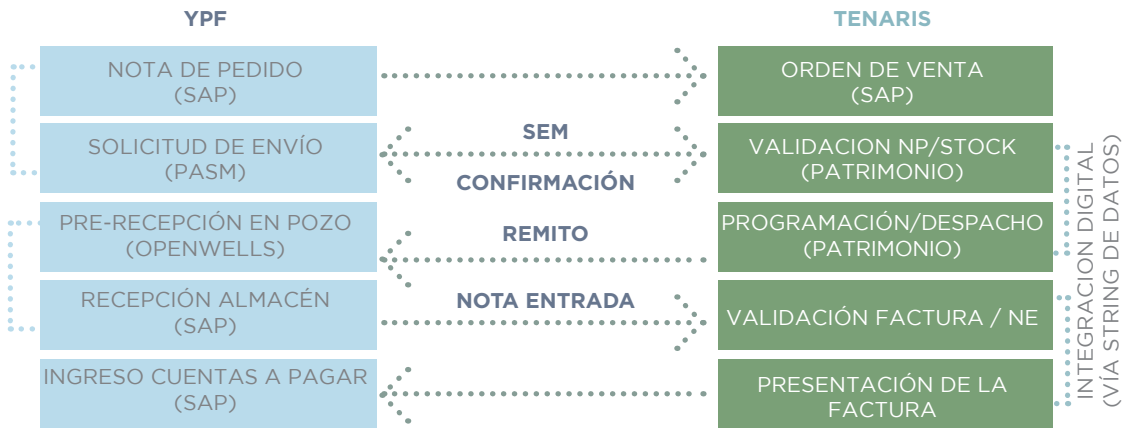 YPF
TENARIS
NOTA DE PEDIDO
(SAP)
ORDEN DE VENTA
(SAP)
SOLICITUD DE ENVÍO
(PASM)
SEM
CONFIRMACIÓN
VALIDACION NP/STOCK
(PATRIMONIO)
PRE-RECEPCIÓN EN POZO
(OPENWELLS)
REMITO
PROGRAMACIÓN/DESPACHO
(PATRIMONIO)
RECEPCIÓN ALMACÉN
(SAP)
NOTA ENTRADA
VALIDACIÓN FACTURA / NE
INGRESO CUENTAS A PAGAR
(SAP)
PRESENTACIÓN DE LA
FACTURA
INTEGRACION DIGITAL
(VÍA STRING DE DATOS)